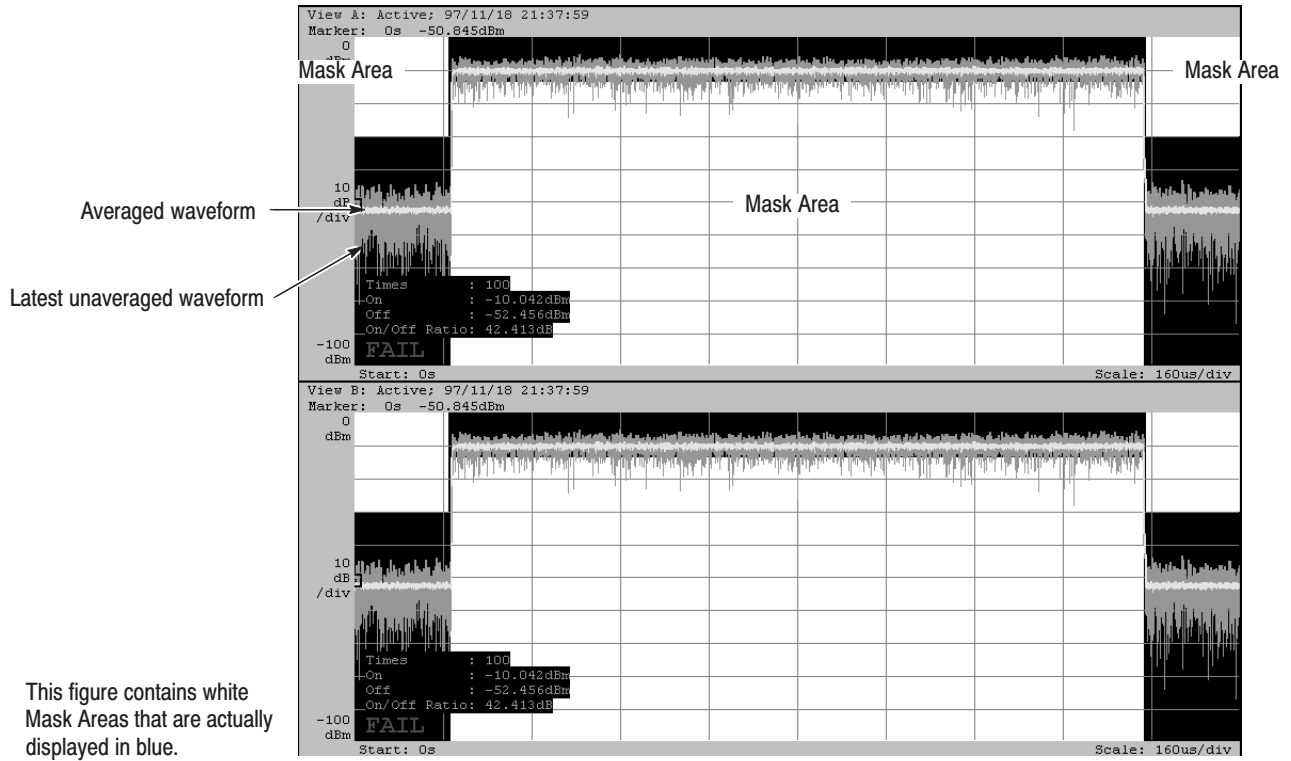 View A: Active; 97/11/18 21:37:59
Marker: 0s -50.845dBm
0
dBm
Mask Area
Mask Area
10
dB
/div
Averaged waveform
Mask Area
Latest unaveraged waveform
Times : 100
On : -10.042dBm
Off : -52.456dBm
On/Off Ratio: 42.413dB
-100
dBm
FAIL
Start: 0s
Scale: 160us/div
View B: Active; 97/11/18 21:37:59
Marker: 0s -50.845dBm
0
dBm
10
dB
/div
Times : 100
On : -10.042dBm
Off : -52.456dBm
On/Off Ratio: 42.413dB
-100
dBm
FAIL
Start: 0s
Scale: 160us/div
This figure contains white
Mask Areas that are actually
displayed in blue.